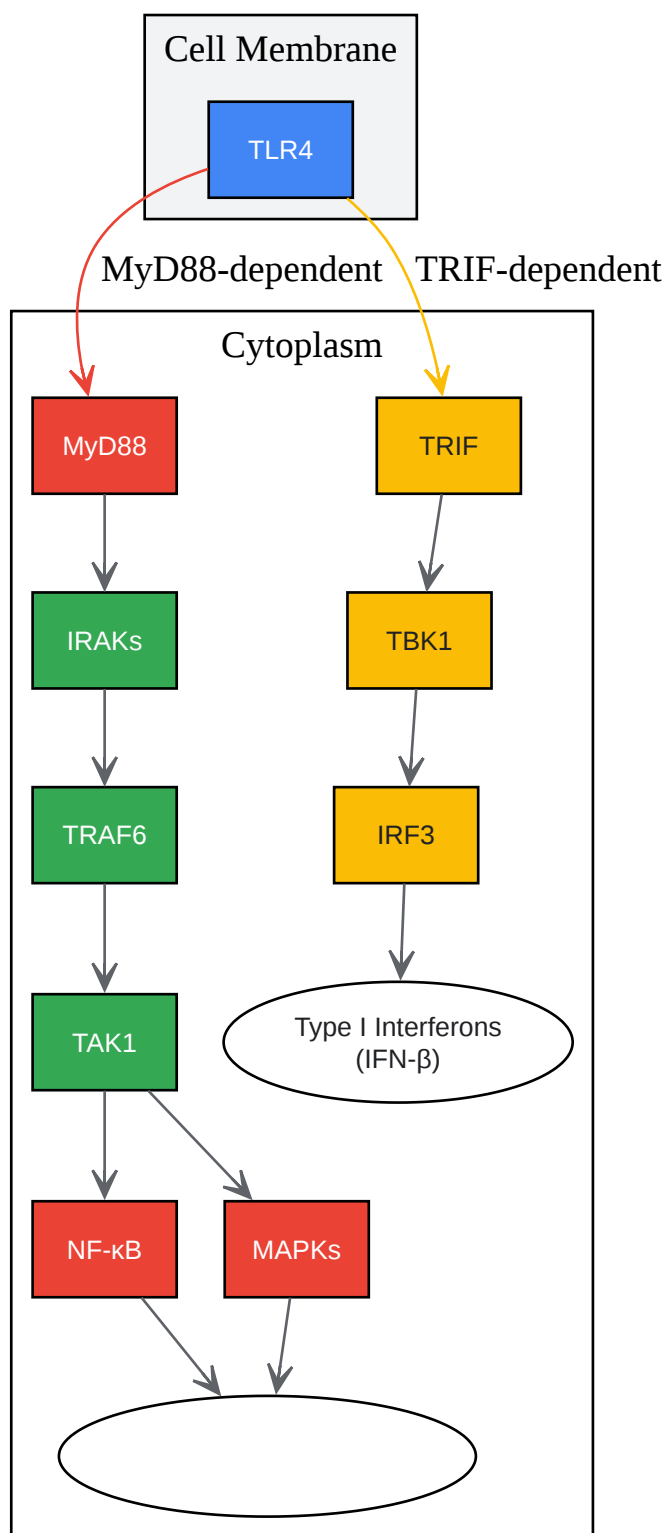 Cell Membrane
TLR4
MyD88-dependent
TRIF-dependent
Cytoplasm
MyD88
TRIF
IRAKs
TBK1
TRAF6
IRF3
TAK1
Type I Interferons
(IFN-β)
NF-κB
MAPKs